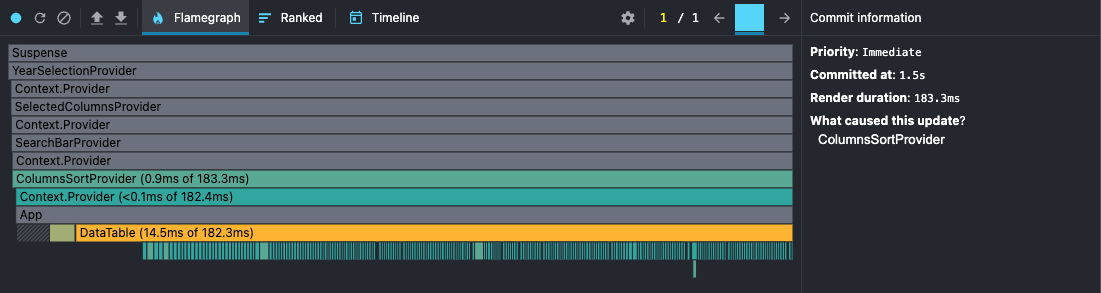 Flamegraph Ranked Timeline 1 / 1 Commit information
Suspense
YearSelectionProvider
Context.Provider
SelectedColumnsProvider
Context.Provider
SearchBarProvider
Context.Provider
ColumnsSortProvider (0.9ms of 183.3ms)
Context.Provider (<0.1ms of 182.4ms)
App
DataTable (14.5ms of 182.3ms)
Priority: Immediate
Committed at: 1.5s
Render duration: 183.3ms
What caused this update?
ColumnsSortProvider